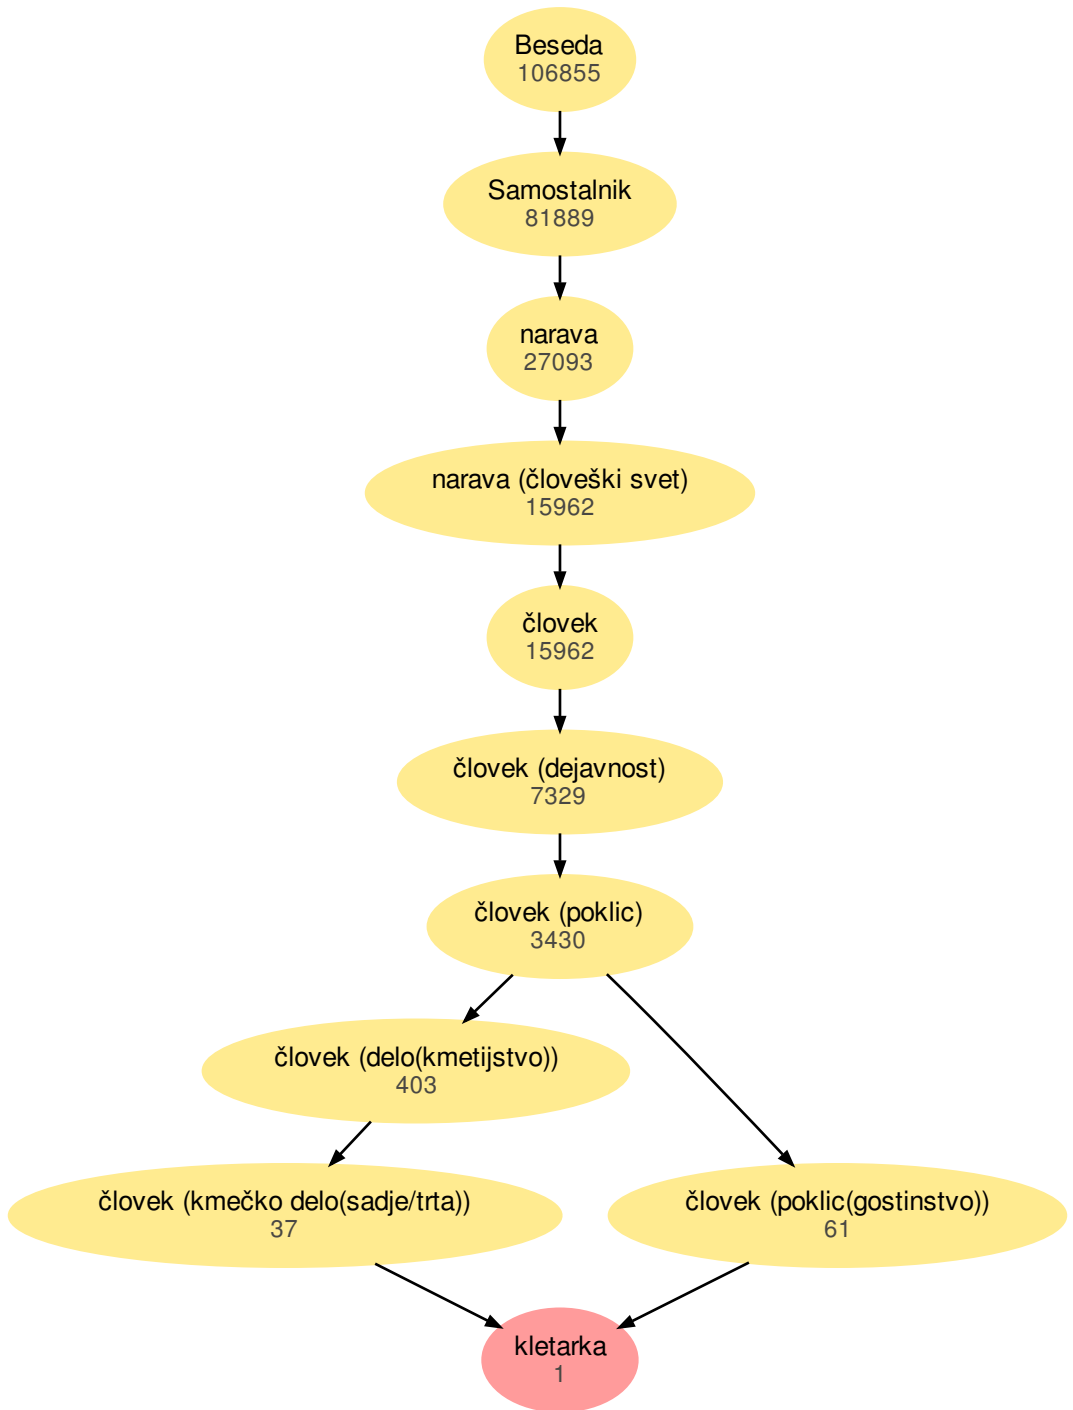 Beseda
106855
Samostalnik
81889
narava
27093
narava (človeški svet)
15962
človek
15962
človek (dejavnost)
7329
človek (poklic)
3430
človek (delo(kmetijstvo))
403
človek (kmečko delo(sadje/trta))
37
človek (poklic(gostinstvo))
61
kletarka
1